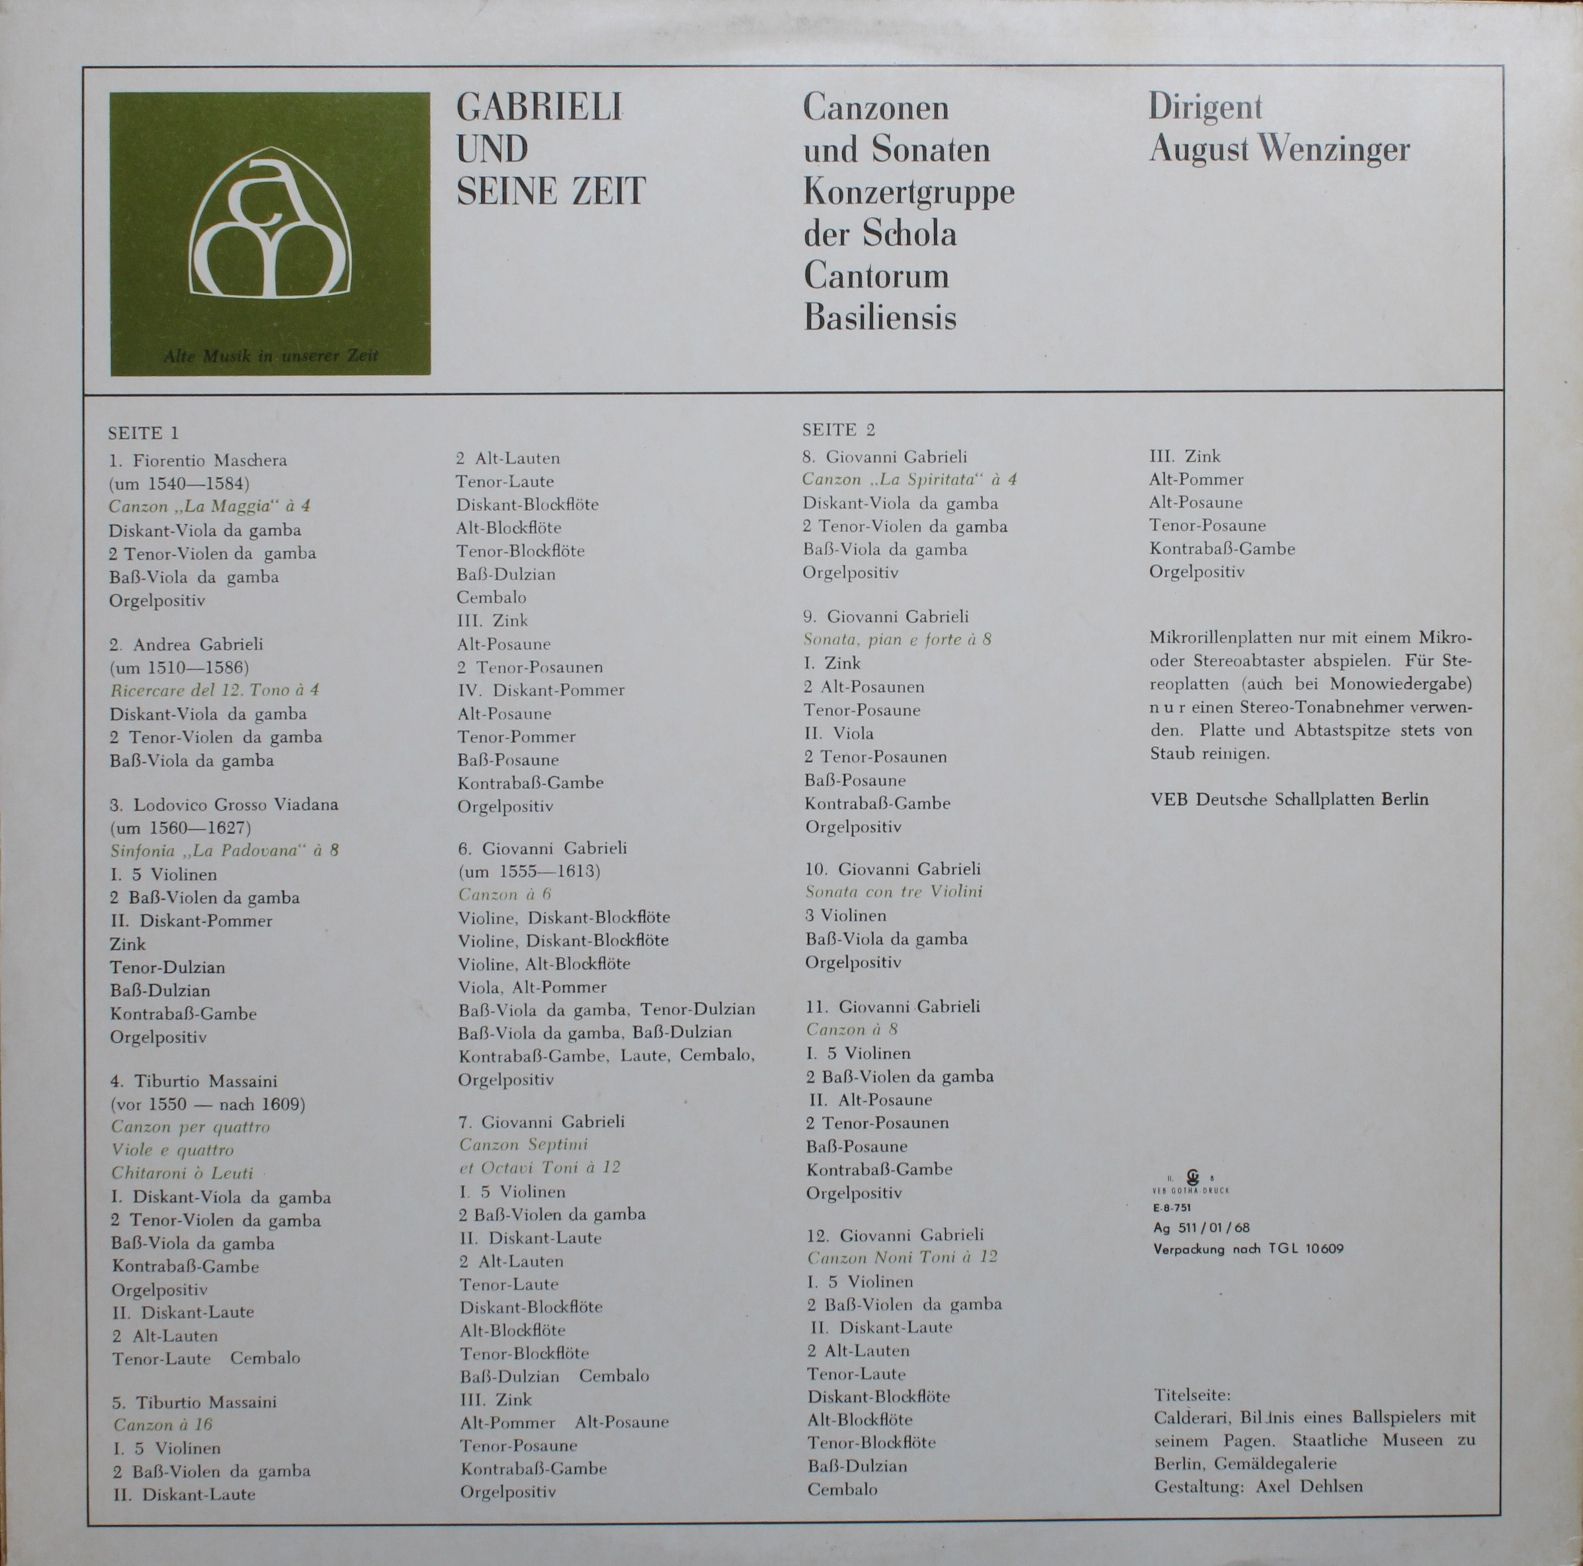 am
Alte Musik in unserer Zeit
GABRIELI
UND
SEINE ZEIT
Canzonen
und Sonaten
Konzertgruppe
der Schola
Cantorum
Basiliensis
Dirigent
August Wenzinger
SEITE 1
1. Fiorentio Maschera
(um 1540—1584)
Canzon „La Maggia“ à 4
Diskant-Viola da gamba
2 Tenor-Violen da gamba
Baß-Viola da gamba
Orgelpositiv
2. Andrea Gabrieli
(um 1510—1586)
Ricercare del 12. Tono à 4
Diskant-Viola da gamba
2 Tenor-Violen da gamba
Baß-Viola da gamba
3. Lodovico Grosso Viadana
(um 1560—1627)
Sinfonia „La Padovana“ à 8
I. 5 Violinen
2 Baß-Violen da gamba
II. Diskant-Pommer
Zink
Tenor-Dulzian
Baß-Dulzian
Kontrabaß-Gambe
Orgelpositiv
4. Tiburtio Massaini
(vor 1550 — nach 1609)
Canzon per quattro
Viole e quattro
Chitaroni ò Leuti
I. Diskant-Viola da gamba
2 Tenor-Violen da gamba
Baß-Viola da gamba
Kontrabaß-Gambe
Orgelpositiv
II. Diskant-Laute
2 Alt-Lauten
Tenor-Laute Cembalo
5. Tiburtio Massaini
Canzon à 16
I. 5 Violinen
2 Baß-Violen da gamba
II. Diskant-Laute
2 Alt-Lauten
Tenor-Laute
Diskant-Blockflöte
Alt-Blockflöte
Tenor-Blockflöte
Baß-Dulzian
Cembalo
III. Zink
Alt-Posaune
2 Tenor-Posaunen
IV. Diskant-Pommer
Alt-Posaune
Tenor-Pommer
Baß-Posaune
Kontrabaß-Gambe
Orgelpositiv
6. Giovanni Gabrieli
(um 1555—1613)
Canzon à 6
Violine, Diskant-Blockflöte
Violine, Diskant-Blockflöte
Violine, Alt-Blockflöte
Viola, Alt-Pommer
Baß-Viola da gamba, Tenor-Dulzian
Baß-Viola da gamba, Baß-Dulzian
Kontrabaß-Gambe, Laute, Cembalo,
Orgelpositiv
7. Giovanni Gabrieli
Canzon Septimi
et Octavi Toni à 12
I. 5 Violinen
2 Baß-Violen da gamba
II. Diskant-Laute
2 Alt-Lauten
Tenor-Laute
Diskant-Blockflöte
Alt-Blockflöte
Tenor-Blockflöte
Baß-Dulzian Cembalo
III. Zink
Alt-Pommer Alt-Posaune
Tenor-Posaune
Kontrabaß-Gambe
Orgelpositiv
SEITE 2
8. Giovanni Gabrieli
Canzon „La Spiritata“ à 4
Diskant-Viola da gamba
2 Tenor-Violen da gamba
Baß-Viola da gamba
Orgelpositiv
9. Giovanni Gabrieli
Sonata, pian e forte à 8
I. Zink
2 Alt-Posaunen
Tenor-Posaune
II. Viola
2 Tenor-Posaunen
Baß-Posaune
Kontrabaß-Gambe
Orgelpositiv
10. Giovanni Gabrieli
Sonata con tre Violini
3 Violinen
Baß-Viola da gamba
Orgelpositiv
11. Giovanni Gabrieli
Canzon à 8
I. 5 Violinen
2 Baß-Violen da gamba
II. Alt-Posaune
2 Tenor-Posaunen
Baß-Posaune
Kontrabaß-Gambe
Orgelpositiv
12. Giovanni Gabrieli
Canzon Noni Toni à 12
I. 5 Violinen
2 Baß-Violen da gamba
II. Diskant-Laute
2 Alt-Lauten
Tenor-Laute
Diskant-Blockflöte
Alt-Blockflöte
Tenor-Blockflöte
Baß-Dulzian
Cembalo
III. Zink
Alt-Pommer
Alt-Posaune
Tenor-Posaune
Kontrabaß-Gambe
Orgelpositiv
Mikrorillenplatten nur mit einem Mikro-
oder Stereoabtaster abspielen. Für Ste-
reoplatten (auch bei Monowiedergabe)
nur einen Stereo-Tonabnehmer verwen-
den. Platte und Abtastspitze stets von
Staub reinigen.
VEB Deutsche Schallplatten Berlin
II. 8
VEB GOTHA-DRUCK
E-8-751
Ag 511/01/68
Verpackung nach TGL 10609
Titelseite:
Calderari, Bildnis eines Ballspielers mit
seinem Pagen. Staatliche Museen zu
Berlin, Gemäldegalerie
Gestaltung: Axel Dehlsen